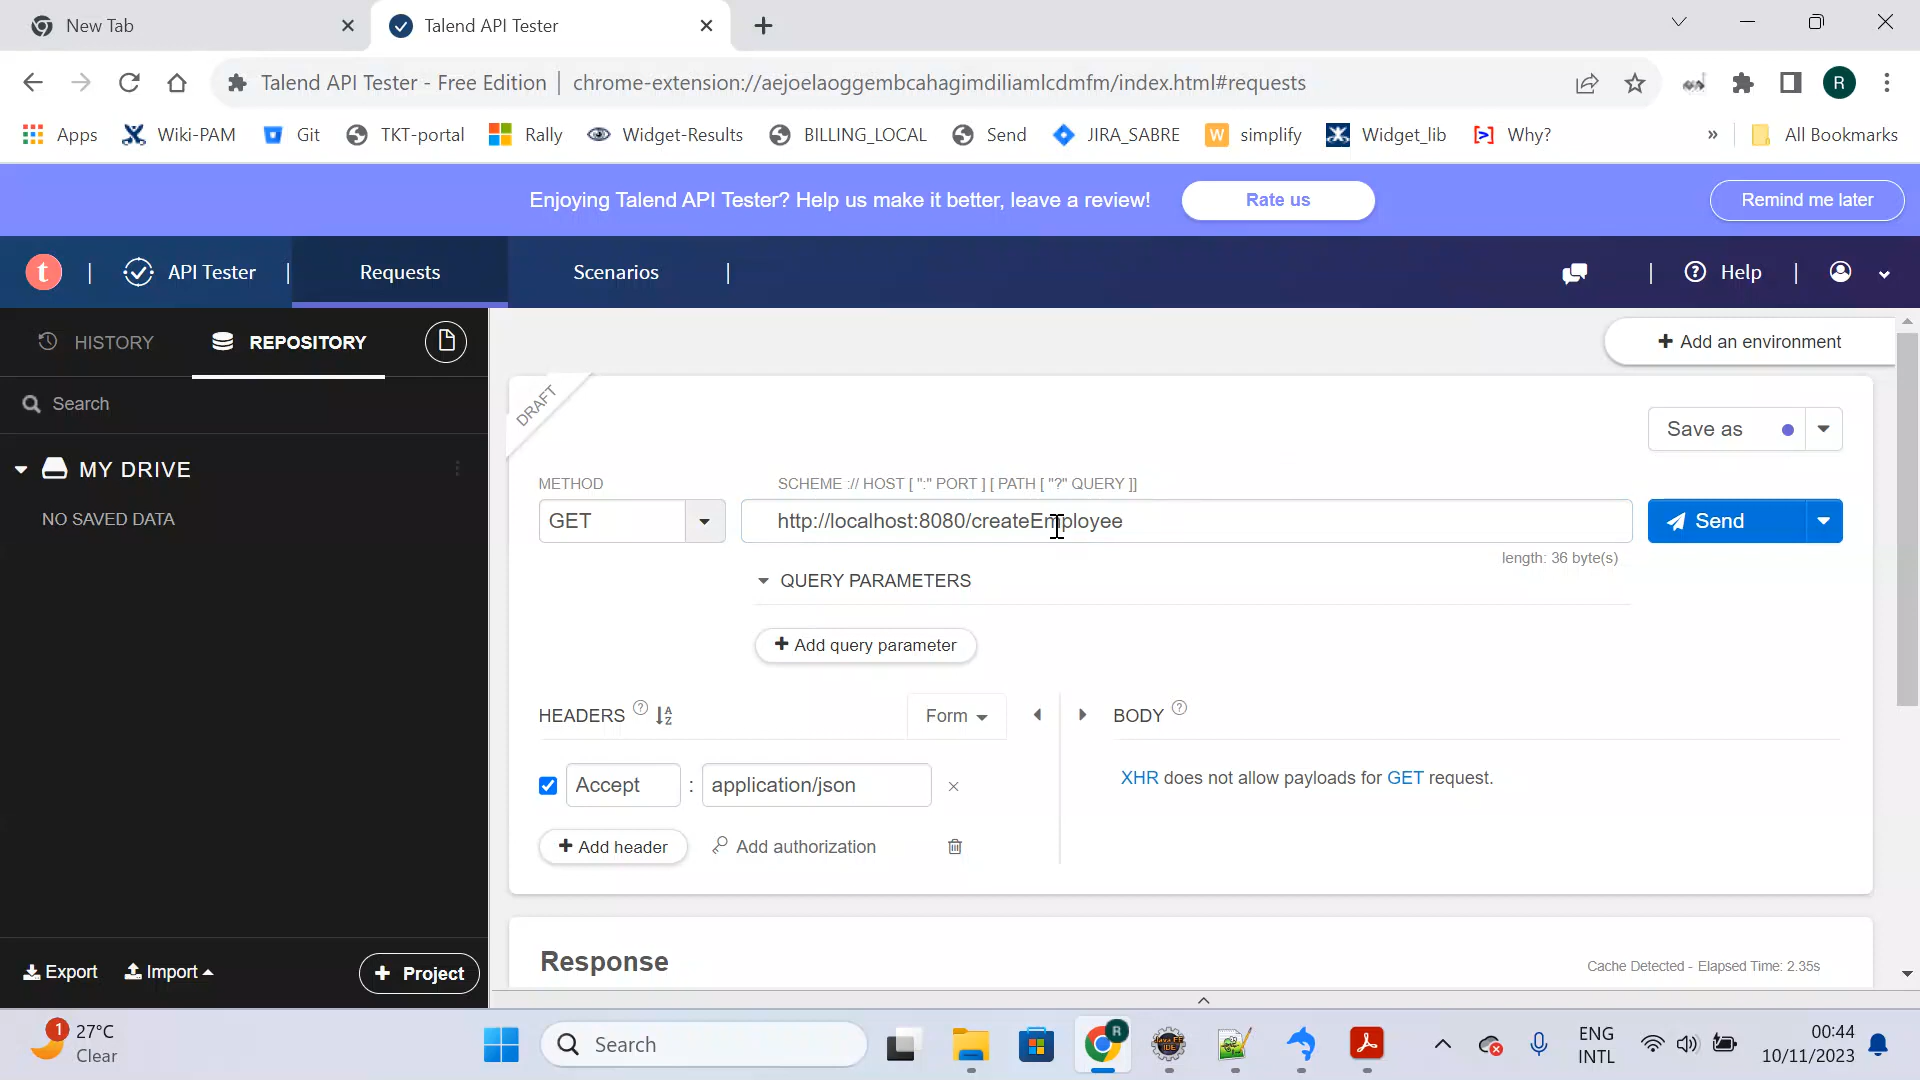 New Tab
Talend API Tester
Talend API Tester - Free Edition | chrome-extension://aejoelaoggembcahagimdiliamlcdmfm/index.html#requests
R
Apps
Wiki-PAM
Git
TKT-portal
Rally
Widget-Results
BILLING_LOCAL
Send
JIRA_SABRE
W simplify
Widget_lib
Why?
»
All Bookmarks
Enjoying Talend API Tester? Help us make it better, leave a review!
Rate us
Remind me later
t | API Tester |
Requests
Scenarios
|
| ? Help |
HISTORY
REPOSITORY
+ Add an environment
Search
DRAFT
Save as
MY DRIVE
NO SAVED DATA
METHOD
SCHEME :// HOST [ ":" PORT ] [ PATH [ "?" QUERY ]]
GET
http://localhost:8080/createEmployee
Send
length: 36 byte(s)
QUERY PARAMETERS
+ Add query parameter
HEADERS ?
Form
BODY ?
Accept : application/json ×
XHR does not allow payloads for GET request.
+ Add header
Add authorization
Response
Cache Detected - Elapsed Time: 2.35s
Export
Import
+ Project
1
27°C
Clear
Search
R
ENG
INTL
00:44
10/11/2023